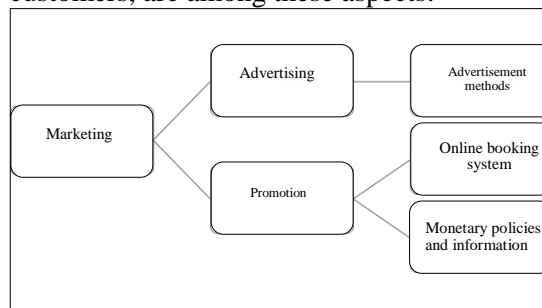 customers, are among these aspects.
Marketing
Advertising
Advertisement
methods
Promotion
Online booking
system
Monetary policies
and information